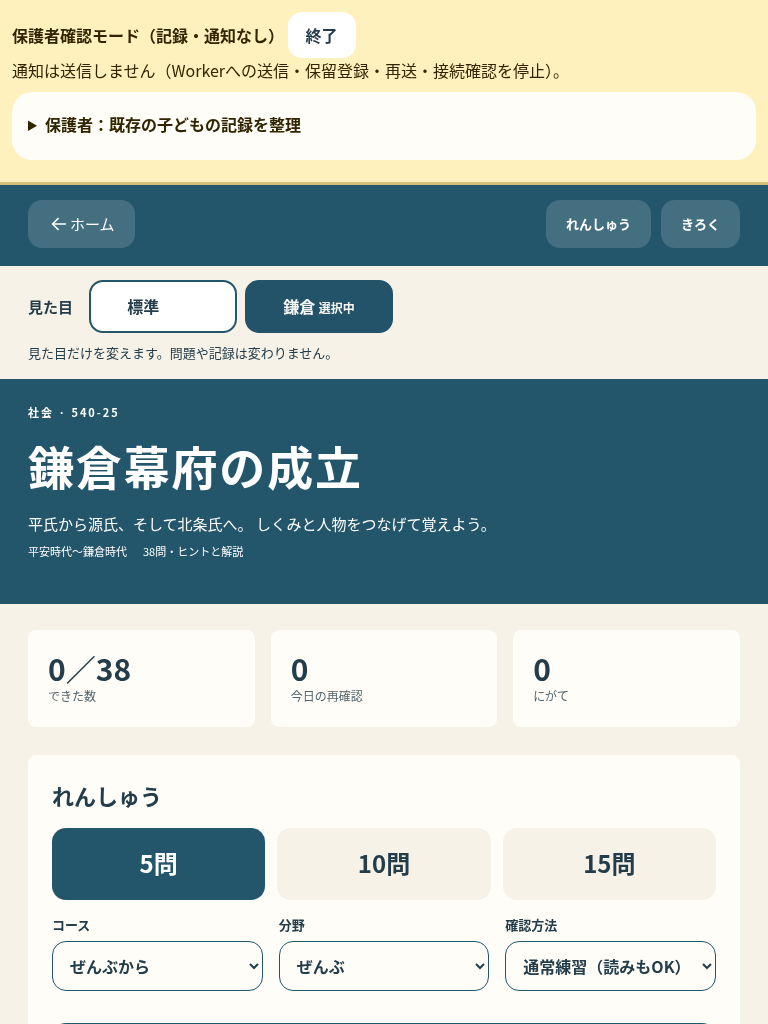 保護者確認モード（記録・通知なし） 終了
通知は送信しません（Workerへの送信・保留登録・再送・接続確認を停止）。
▶ 保護者：既存の子どもの記録を整理
← ホーム れんしゅう きろく
見た目 標準 鎌倉 選択中
見た目だけを変えます。問題や記録は変わりません。
社会 · 540-25
鎌倉幕府の成立
平氏から源氏、そして北条氏へ。 しくみと人物をつなげて覚えよう。
平安時代〜鎌倉時代 38問・ヒントと解説
0／38 0 0
できた数 今日の再確認 にがて
れんしゅう
5問 10問 15問
コース 分野 確認方法
ぜんぶから ぜんぶ 通常練習（読みもOK）